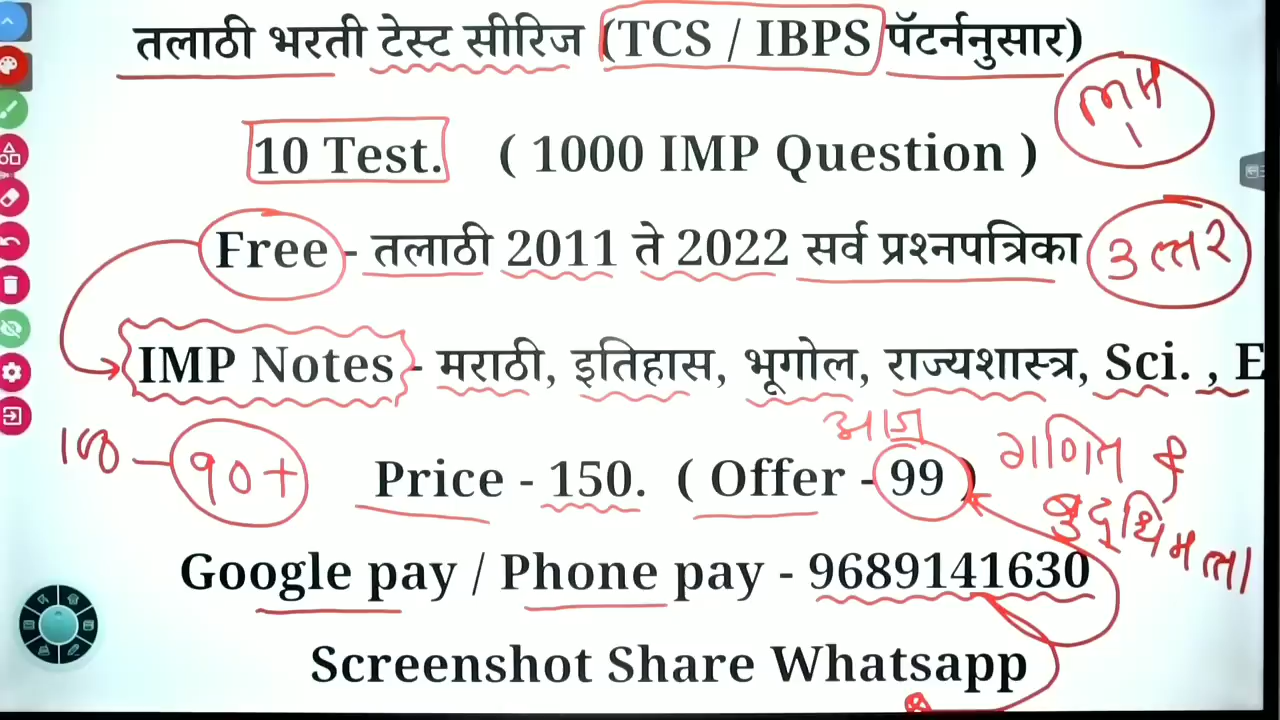 तलाठी भरती टेस्ट सीरिज (TCS / IBPS पॅटर्ननुसार)
10 Test. ( 1000 IMP Question )
Free - तलाठी 2011 ते 2022 सर्व प्रश्नपत्रिका उत्तर
IMP Notes - मराठी, इतिहास, भूगोल, राज्यशास्त्र, Sci. , E
आज
100 - 90+ Price - 150. ( Offer - 99 ) गणित &
बुद्धिमत्ता
Google pay / Phone pay - 9689141630
Screenshot Share Whatsapp